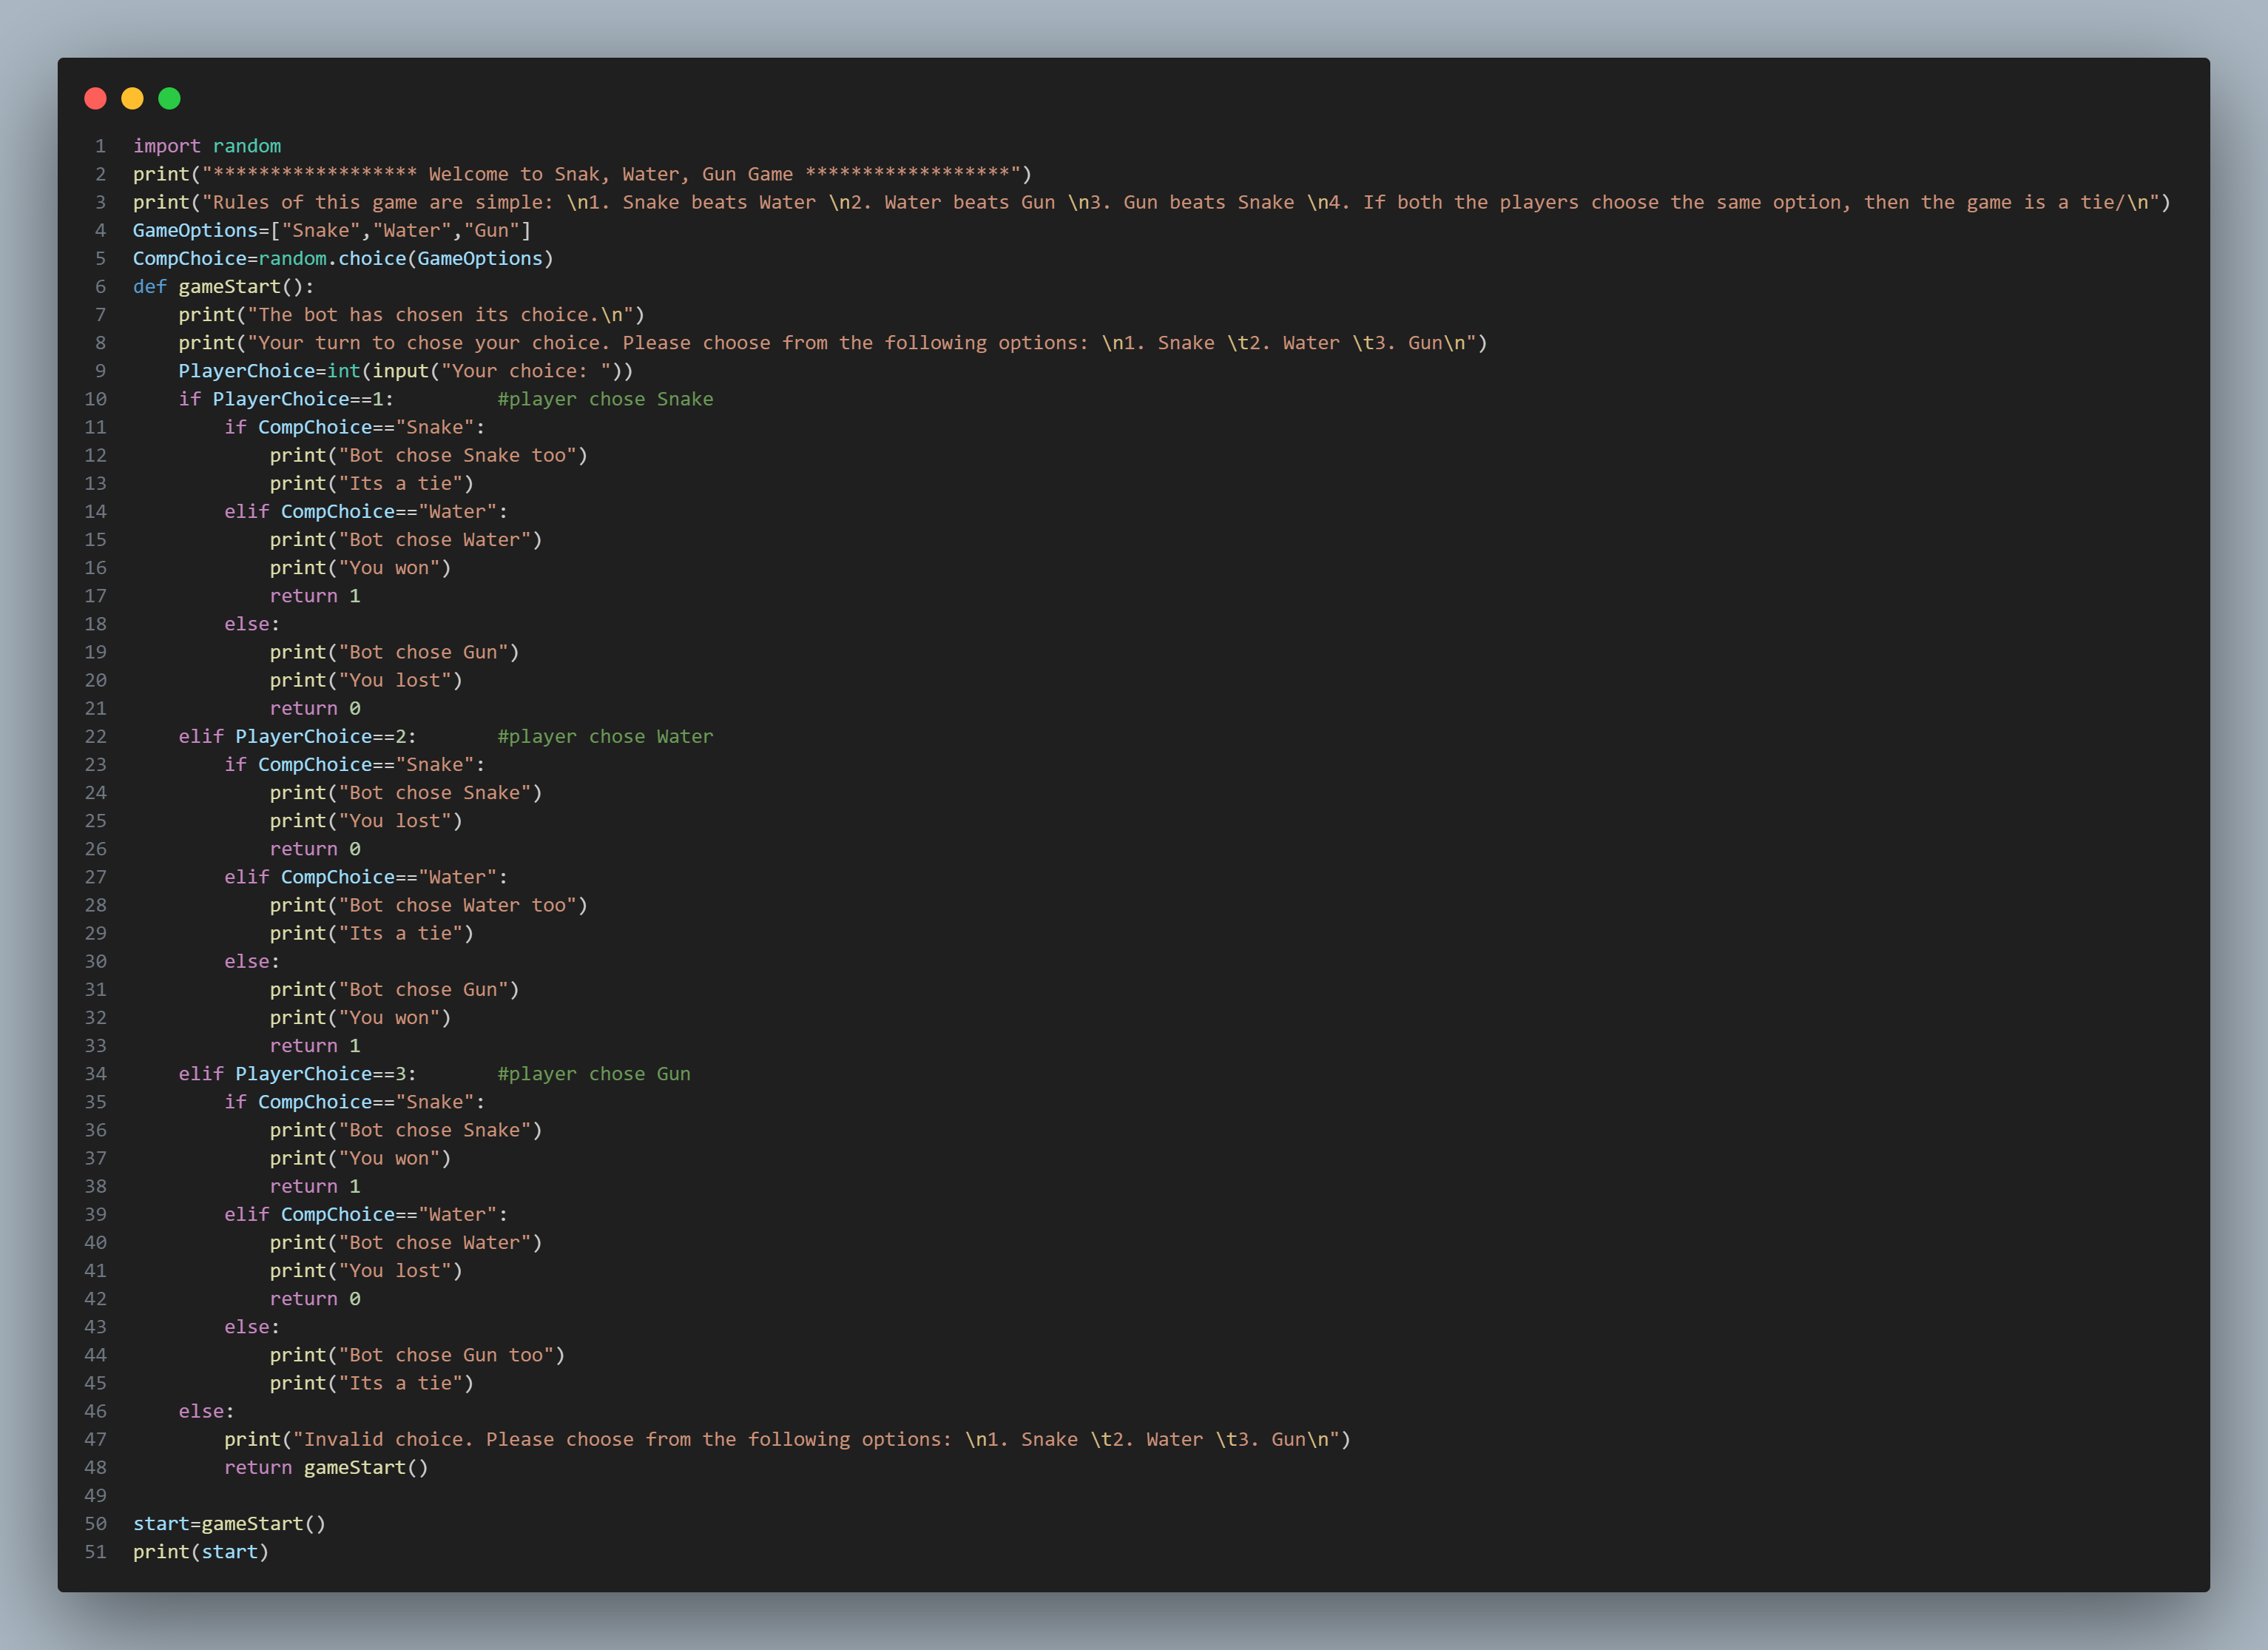 1 import random
2 print("****************** Welcome to Snak, Water, Gun Game ******************")
3 print("Rules of this game are simple: \n1. Snake beats Water \n2. Water beats Gun \n3. Gun beats Snake \n4. If both the players choose the same option, then the game is a tie/\n")
4 GameOptions=["Snake","Water","Gun"]
5 CompChoice=random.choice(GameOptions)
6 def gameStart():
7     print("The bot has chosen its choice.\n")
8     print("Your turn to chose your choice. Please choose from the following options: \n1. Snake \t2. Water \t3. Gun\n")
9     PlayerChoice=int(input("Your choice: "))
10     if PlayerChoice==1:         #player chose Snake
11         if CompChoice=="Snake":
12             print("Bot chose Snake too")
13             print("Its a tie")
14         elif CompChoice=="Water":
15             print("Bot chose Water")
16             print("You won")
17             return 1
18         else:
19             print("Bot chose Gun")
20             print("You lost")
21             return 0
22     elif PlayerChoice==2:       #player chose Water
23         if CompChoice=="Snake":
24             print("Bot chose Snake")
25             print("You lost")
26             return 0
27         elif CompChoice=="Water":
28             print("Bot chose Water too")
29             print("Its a tie")
30         else:
31             print("Bot chose Gun")
32             print("You won")
33             return 1
34     elif PlayerChoice==3:       #player chose Gun
35         if CompChoice=="Snake":
36             print("Bot chose Snake")
37             print("You won")
38             return 1
39         elif CompChoice=="Water":
40             print("Bot chose Water")
41             print("You lost")
42             return 0
43         else:
44             print("Bot chose Gun too")
45             print("Its a tie")
46     else:
47         print("Invalid choice. Please choose from the following options: \n1. Snake \t2. Water \t3. Gun\n")
48         return gameStart()
49
50 start=gameStart()
51 print(start)